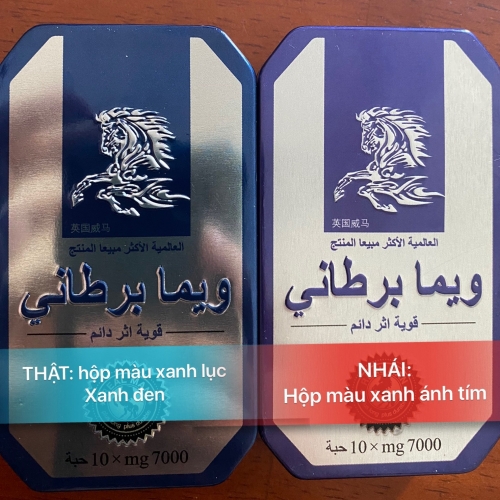 英国威马
العالمية الأكثر مبيعا المنتج
ويما برطاني
قوية اثر دائم
THẬT: hộp màu xanh lục
Xanh đen
10 × mg 7000 حبة
英国威马
العالمية الأكثر مبيعا المنتج
ويما برطاني
قوية اثر دائم
NHÁI:
Hộp màu xanh ánh tím
10 × mg 7000 حبة